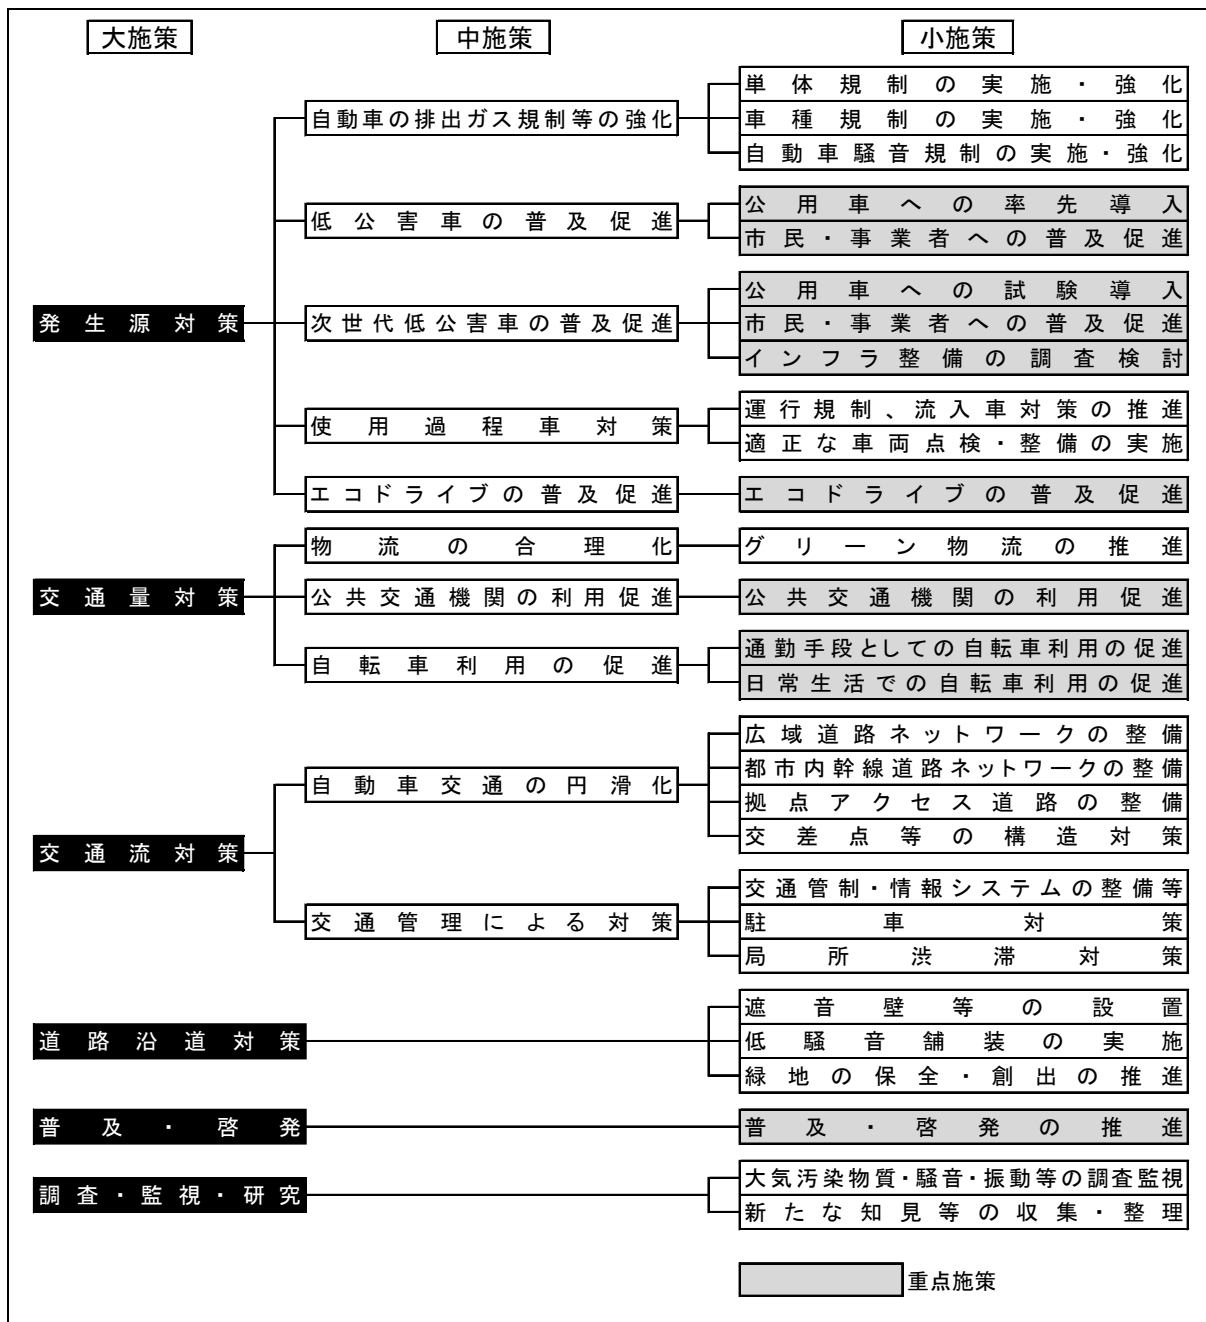 大施策 中施策 小施策
発生源対策
自動車の排出ガス規制等の強化
単体規制の実施・強化
車種規制の実施・強化
自動車騒音規制の実施・強化
低公害車の普及促進
公用車への率先導入
市民・事業者への普及促進
次世代低公害車の普及促進
公用車への試験導入
市民・事業者への普及促進
インフラ整備の調査検討
使用過程車対策
運行規制、流入車対策の推進
適正な車両点検・整備の実施
エコドライブの普及促進
エコドライブの普及促進
交通量対策
物流の合理化
グリーン物流の推進
公共交通機関の利用促進
公共交通機関の利用促進
自転車利用の促進
通勤手段としての自転車利用の促進
日常生活での自転車利用の促進
交通流対策
自動車交通の円滑化
広域道路ネットワークの整備
都市内幹線道路ネットワークの整備
拠点アクセス道路の整備
交差点等の構造対策
交通管理による対策
交通管制・情報システムの整備等
駐車対策
局所渋滞対策
道路沿道対策
遮音壁等の設置
低騒音舗装の実施
緑地の保全・創出の推進
普及・啓発
普及・啓発の推進
調査・監視・研究
大気汚染物質・騒音・振動等の調査監視
新たな知見等の収集・整理
重点施策